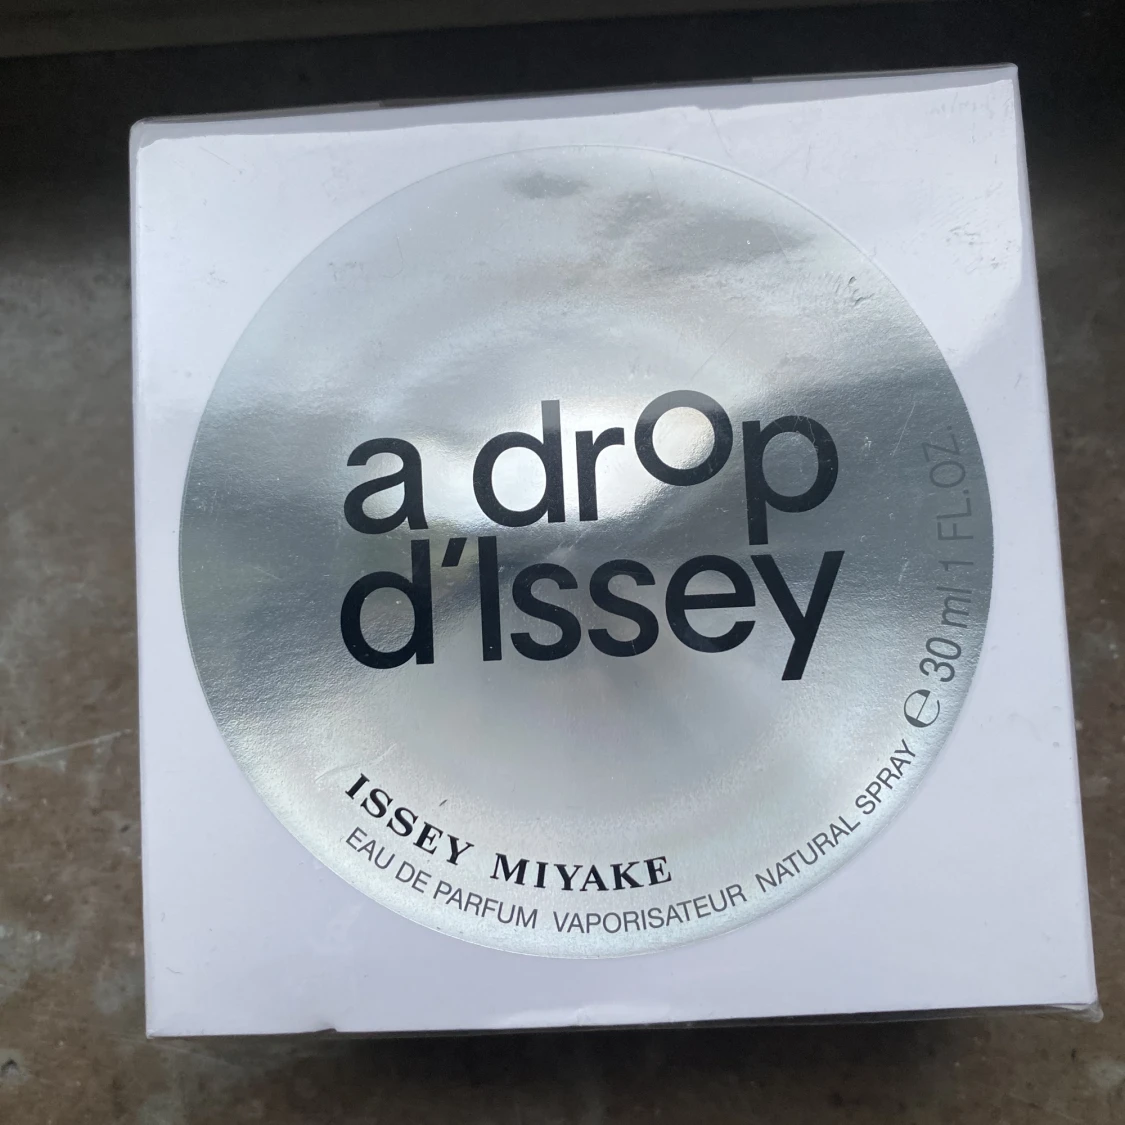 a drop
d'Issey
ISSEY MIYAKE
EAU DE PARFUM VAPORISATEUR NATURAL SPRAY ℮ 30 ml 1 FL.OZ.